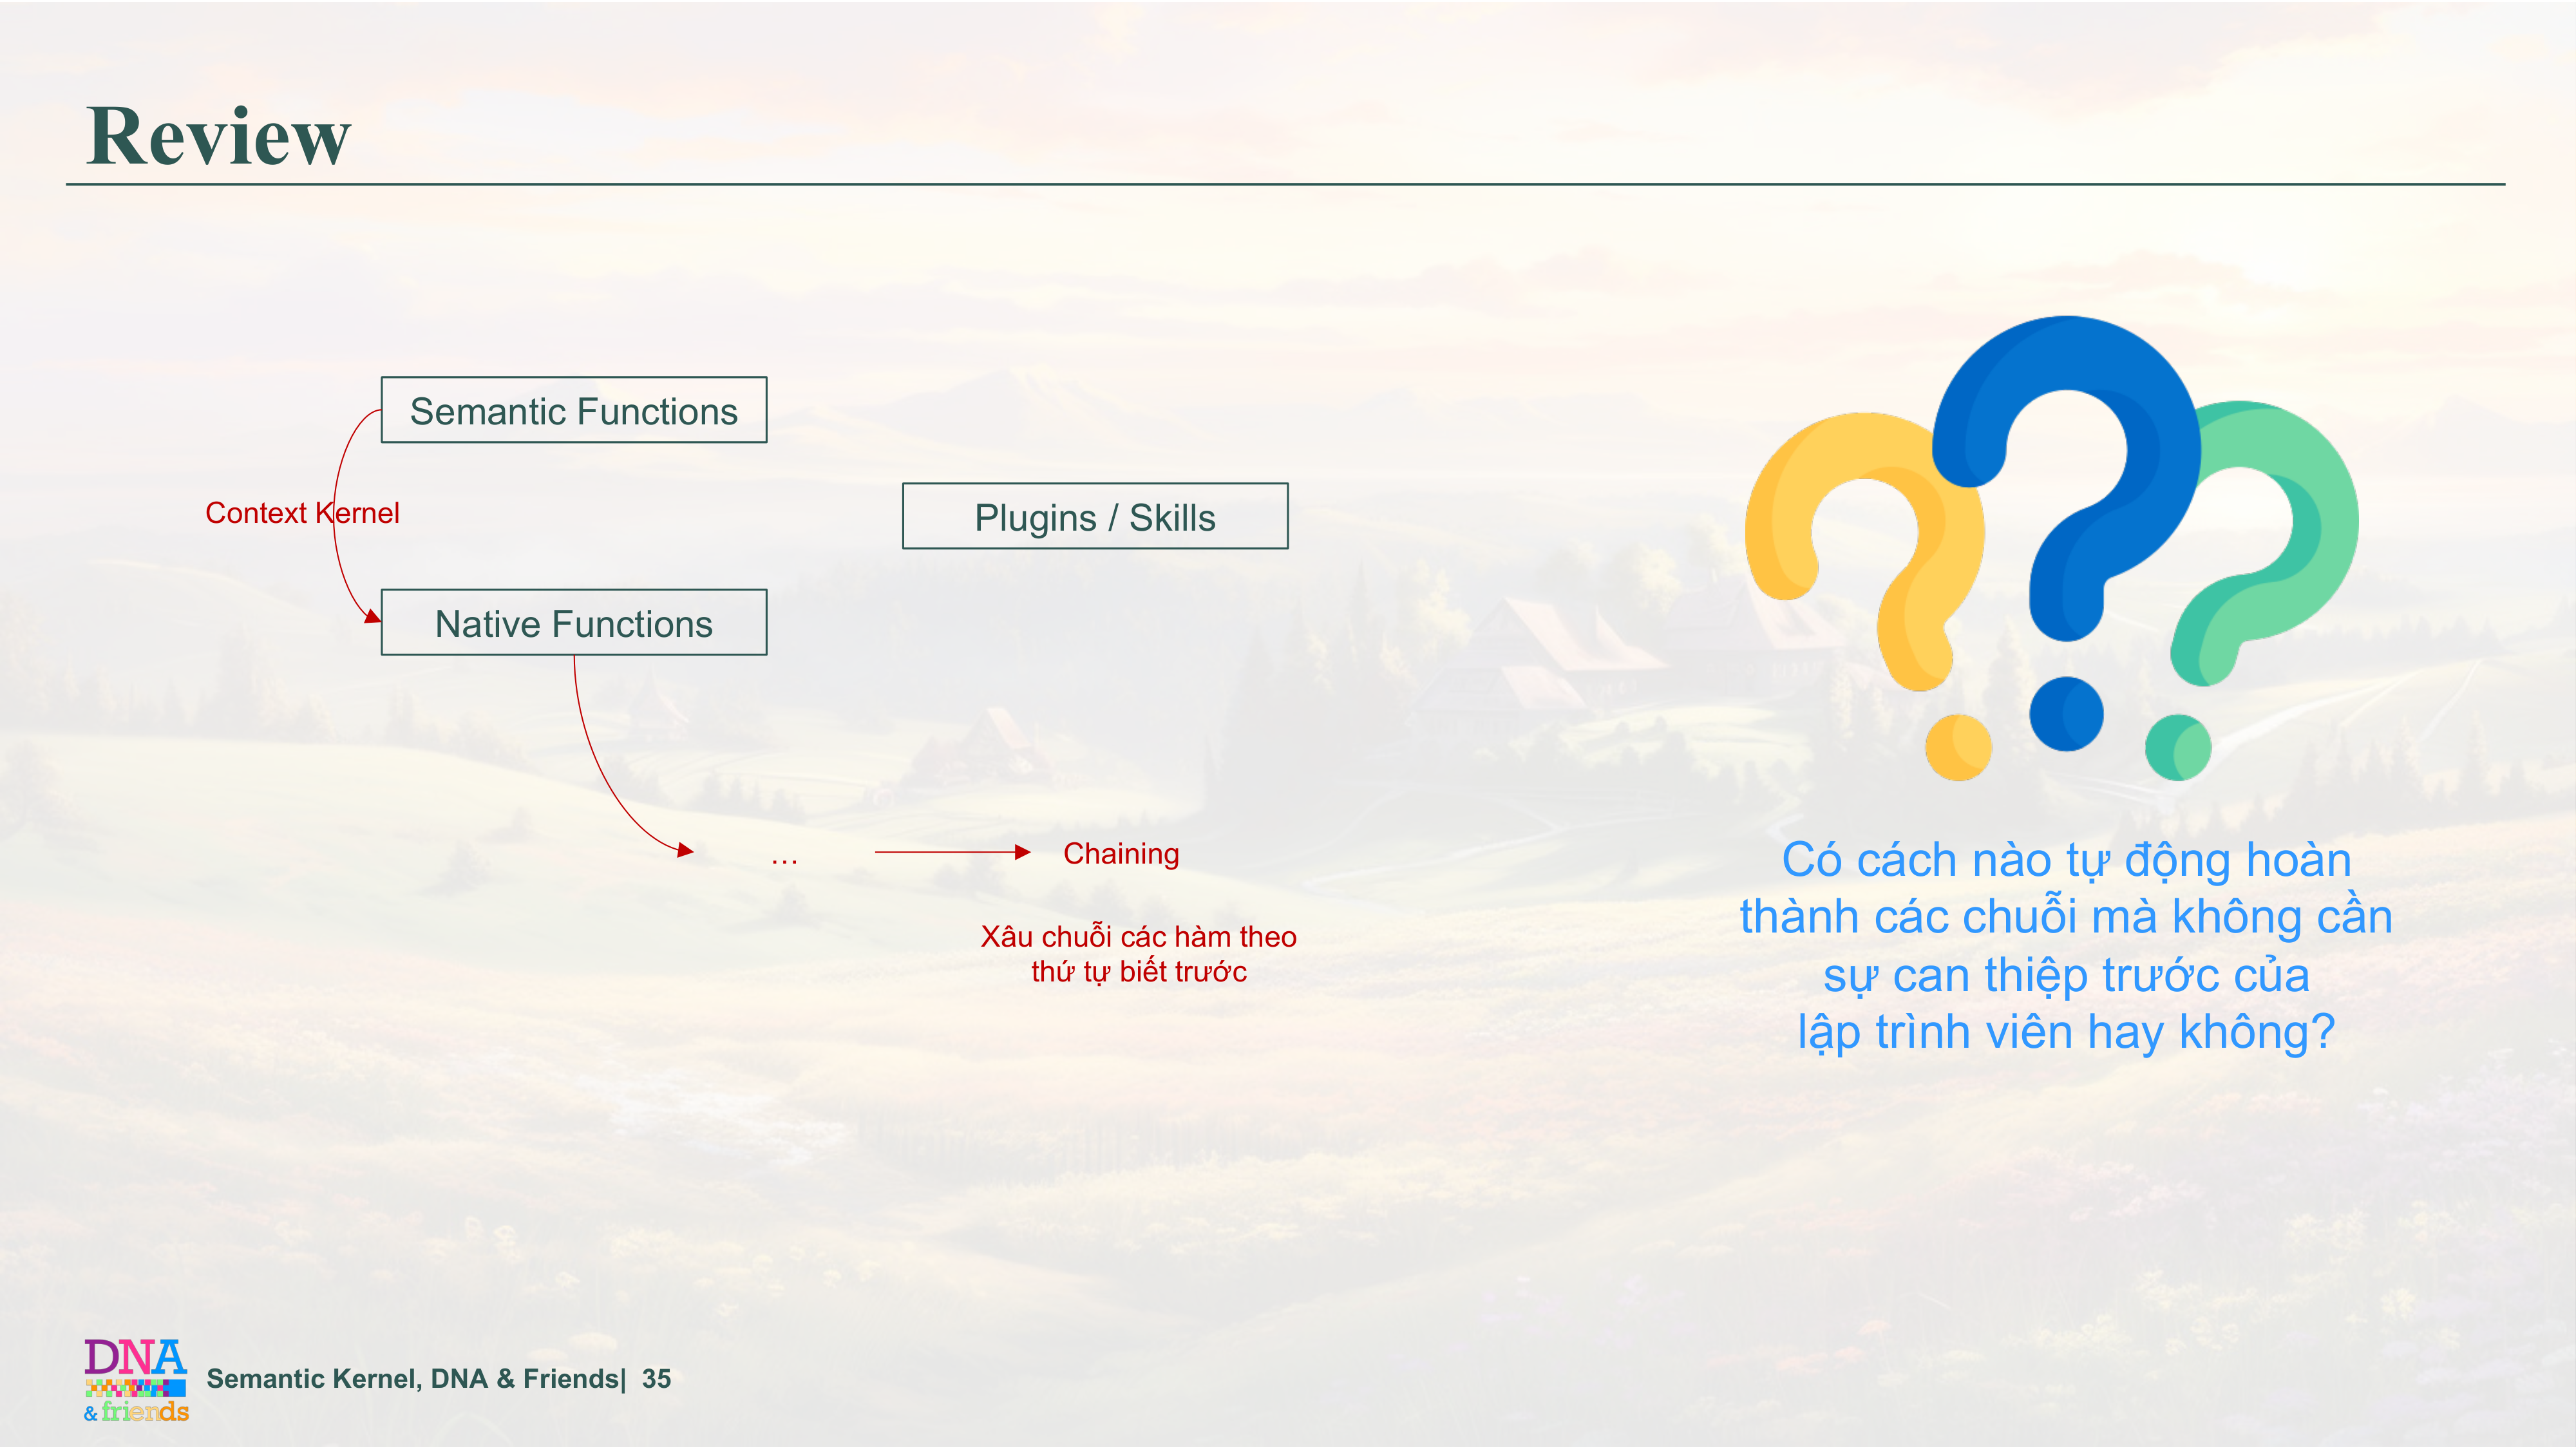 Review
Semantic Functions
Context Kernel
Plugins / Skills
Native Functions
...
Chaining
Xâu chuỗi các hàm theo
thứ tự biết trước
Có cách nào tự động hoàn
thành các chuỗi mà không cần
sự can thiệp trước của
lập trình viên hay không?
DNA
& friends
Semantic Kernel, DNA & Friends| 35